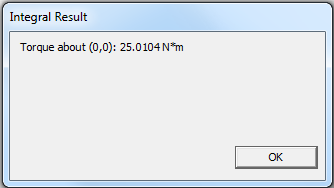 Integral Result
Torque about (0,0): 25.0104 N*m
OK